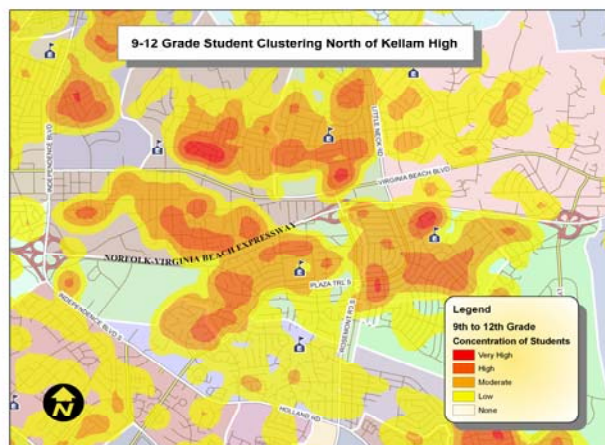 9-12 Grade Student Clustering North of Kellam High
INDEPENDENCE BLVD
LITTLE NECK RD
VIRGINIA BEACH BLVD
NORFOLK-VIRGINIA BEACH EXPRESSWAY
PLAZA TRL S
INDEPENDENCE BLVD S
ROSEMONT RD S
HOLLAND RD
N
Legend
9th to 12th Grade
Concentration of Students
Very High
High
Moderate
Low
None